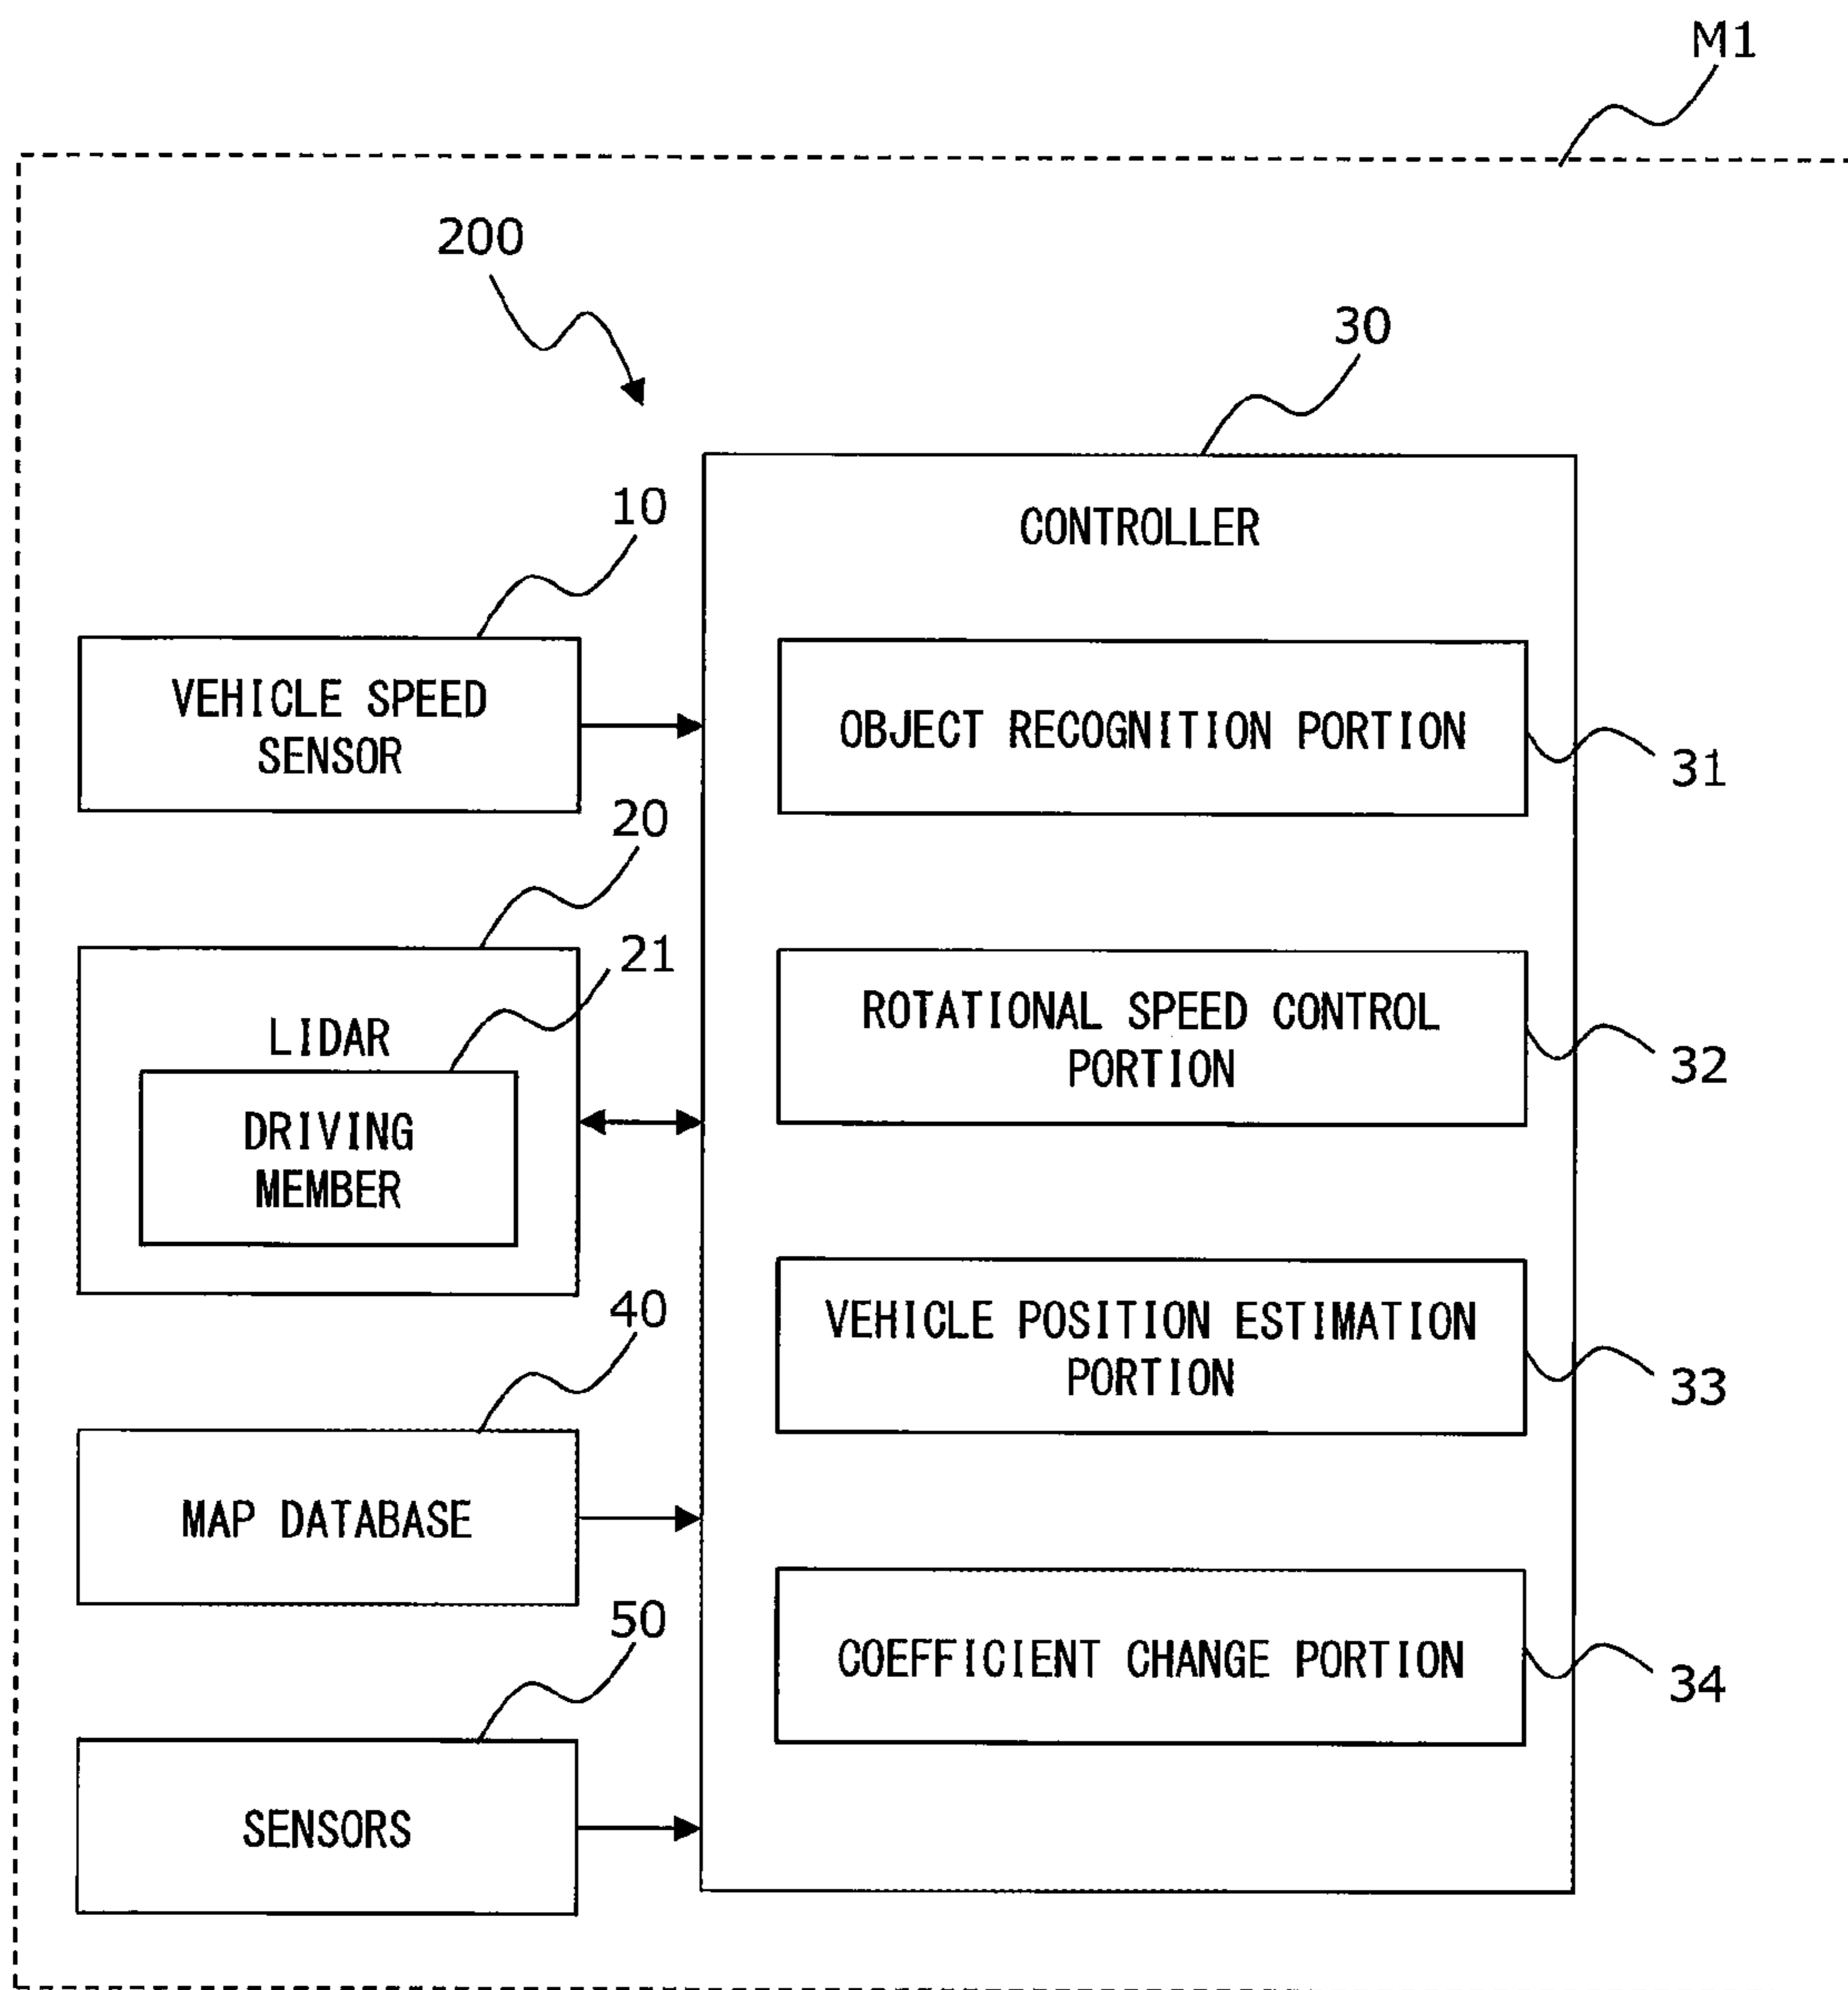 M1
200
30
CONTROLLER
10
VEHICLE SPEED
SENSOR
OBJECT RECOGNITION PORTION
31
20
21
LIDAR
DRIVING
MEMBER
ROTATIONAL SPEED CONTROL
PORTION
32
40
MAP DATABASE
VEHICLE POSITION ESTIMATION
PORTION
33
50
SENSORS
COEFFICIENT CHANGE PORTION
34